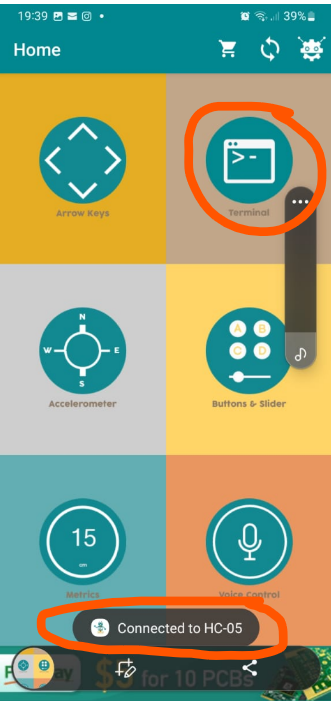 19:39
39%
Home
Arrow Keys
>-
Terminal
N
W
E
S
Accelerometer
A B
C D
Buttons & Slider
15
cm
Metrics
Voice Control
Connected to HC-05
$5 for 10 PCBs